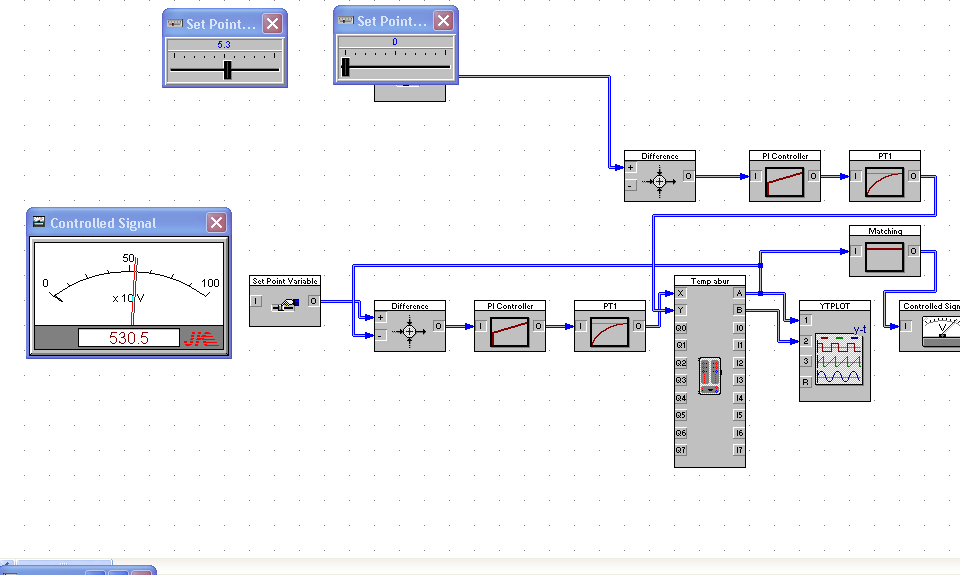 Set Point...
5.3
Set Point...
0
Difference
+
-
O
PI Controller
I
O
PT1
I
O
Controlled Signal
0
50
100
x 10 V
530.5
Matching
I
O
Set Point Variable
I
O
Difference
+
-
O
PI Controller
I
O
PT1
I
O
Temp abur
X
A
Y
B
Q0
I0
Q1
I1
Q2
I2
Q3
I3
Q4
I4
Q5
I5
Q6
I6
Q7
I7
YTPLOT
1
2
3
R
y-t
Controlled Sign
I
V